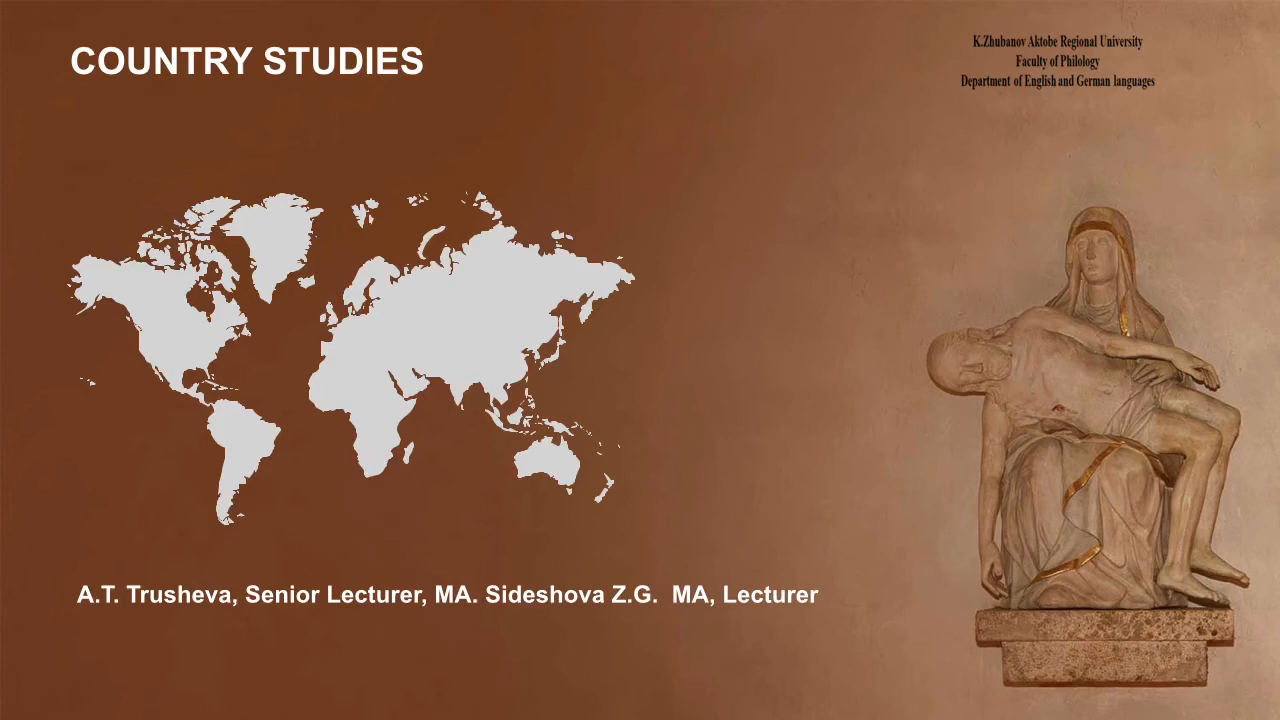 COUNTRY STUDIES
K.Zhubanov Aktobe Regional University
Faculty of Philology
Department of English and German languages
A.T. Trusheva, Senior Lecturer, MA. Sideshova Z.G.  MA, Lecturer